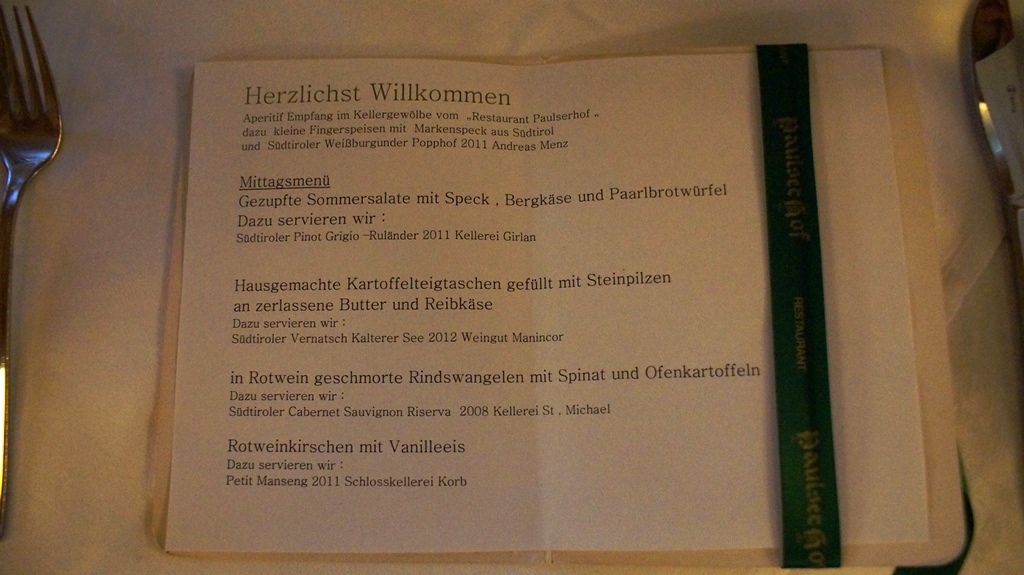 Herzlichst Willkommen
Aperitif Empfang im Kellergewölbe vom „Restaurant Paulserhof „
dazu kleine Fingerspeisen mit Markenspeck aus Südtirol
und Südtiroler Weißburgunder Popphof 2011 Andreas Menz
Mittagsmenü
Gezupfte Sommersalate mit Speck , Bergkäse und Paarlbrotwürfel
Dazu servieren wir :
Südtiroler Pinot Grigio –Ruländer 2011 Kellerei Girlan
Hausgemachte Kartoffelteigtaschen gefüllt mit Steinpilzen
an zerlassene Butter und Reibkäse
Dazu servieren wir :
Südtiroler Vernatsch Kalterer See 2012 Weingut Manincor
in Rotwein geschmorte Rindswangelen mit Spinat und Ofenkartoffeln
Dazu servieren wir :
Südtiroler Cabernet Sauvignon Riserva 2008 Kellerei St . Michael
Rotweinkirschen mit Vanilleeis
Dazu servieren wir :
Petit Manseng 2011 Schlosskellerei Korb
RESTAURANT